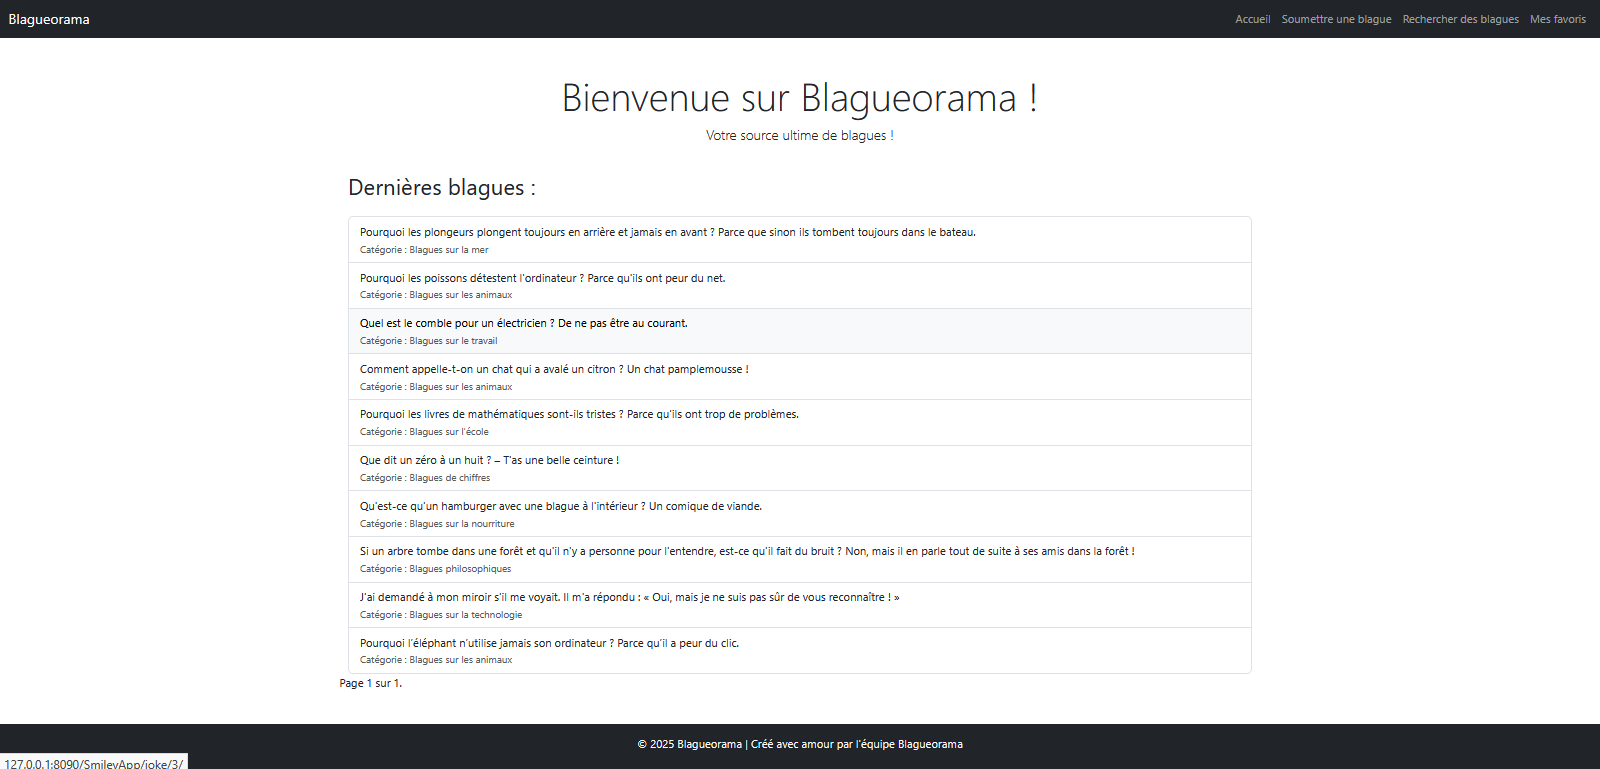 Blagueorama
Accueil Soumettre une blague Rechercher des blagues Mes favoris
Bienvenue sur Blagueorama !
Votre source ultime de blagues !
Dernières blagues :
Pourquoi les plongeurs plongent toujours en arrière et jamais en avant ? Parce que sinon ils tombent toujours dans le bateau.
Catégorie : Blagues sur la mer
Pourquoi les poissons détestent l'ordinateur ? Parce qu'ils ont peur du net.
Catégorie : Blagues sur les animaux
Quel est le comble pour un électricien ? De ne pas être au courant.
Catégorie : Blagues sur le travail
Comment appelle-t-on un chat qui a avalé un citron ? Un chat pamplemousse !
Catégorie : Blagues sur les animaux
Pourquoi les livres de mathématiques sont-ils tristes ? Parce qu'ils ont trop de problèmes.
Catégorie : Blagues sur l'école
Que dit un zéro à un huit ? – T'as une belle ceinture !
Catégorie : Blagues de chiffres
Qu'est-ce qu'un hamburger avec une blague à l'intérieur ? Un comique de viande.
Catégorie : Blagues sur la nourriture
Si un arbre tombe dans une forêt et qu'il n'y a personne pour l'entendre, est-ce qu'il fait du bruit ? Non, mais il en parle tout de suite à ses amis dans la forêt !
Catégorie : Blagues philosophiques
J'ai demandé à mon miroir s'il me voyait. Il m'a répondu : « Oui, mais je ne suis pas sûr de vous reconnaître ! »
Catégorie : Blagues sur la technologie
Pourquoi l'éléphant n'utilise jamais son ordinateur ? Parce qu'il a peur du clic.
Catégorie : Blagues sur les animaux
Page 1 sur 1.
© 2025 Blagueorama | Créé avec amour par l'équipe Blagueorama
127.0.0.1:8090/SmileyApp/joke/3/